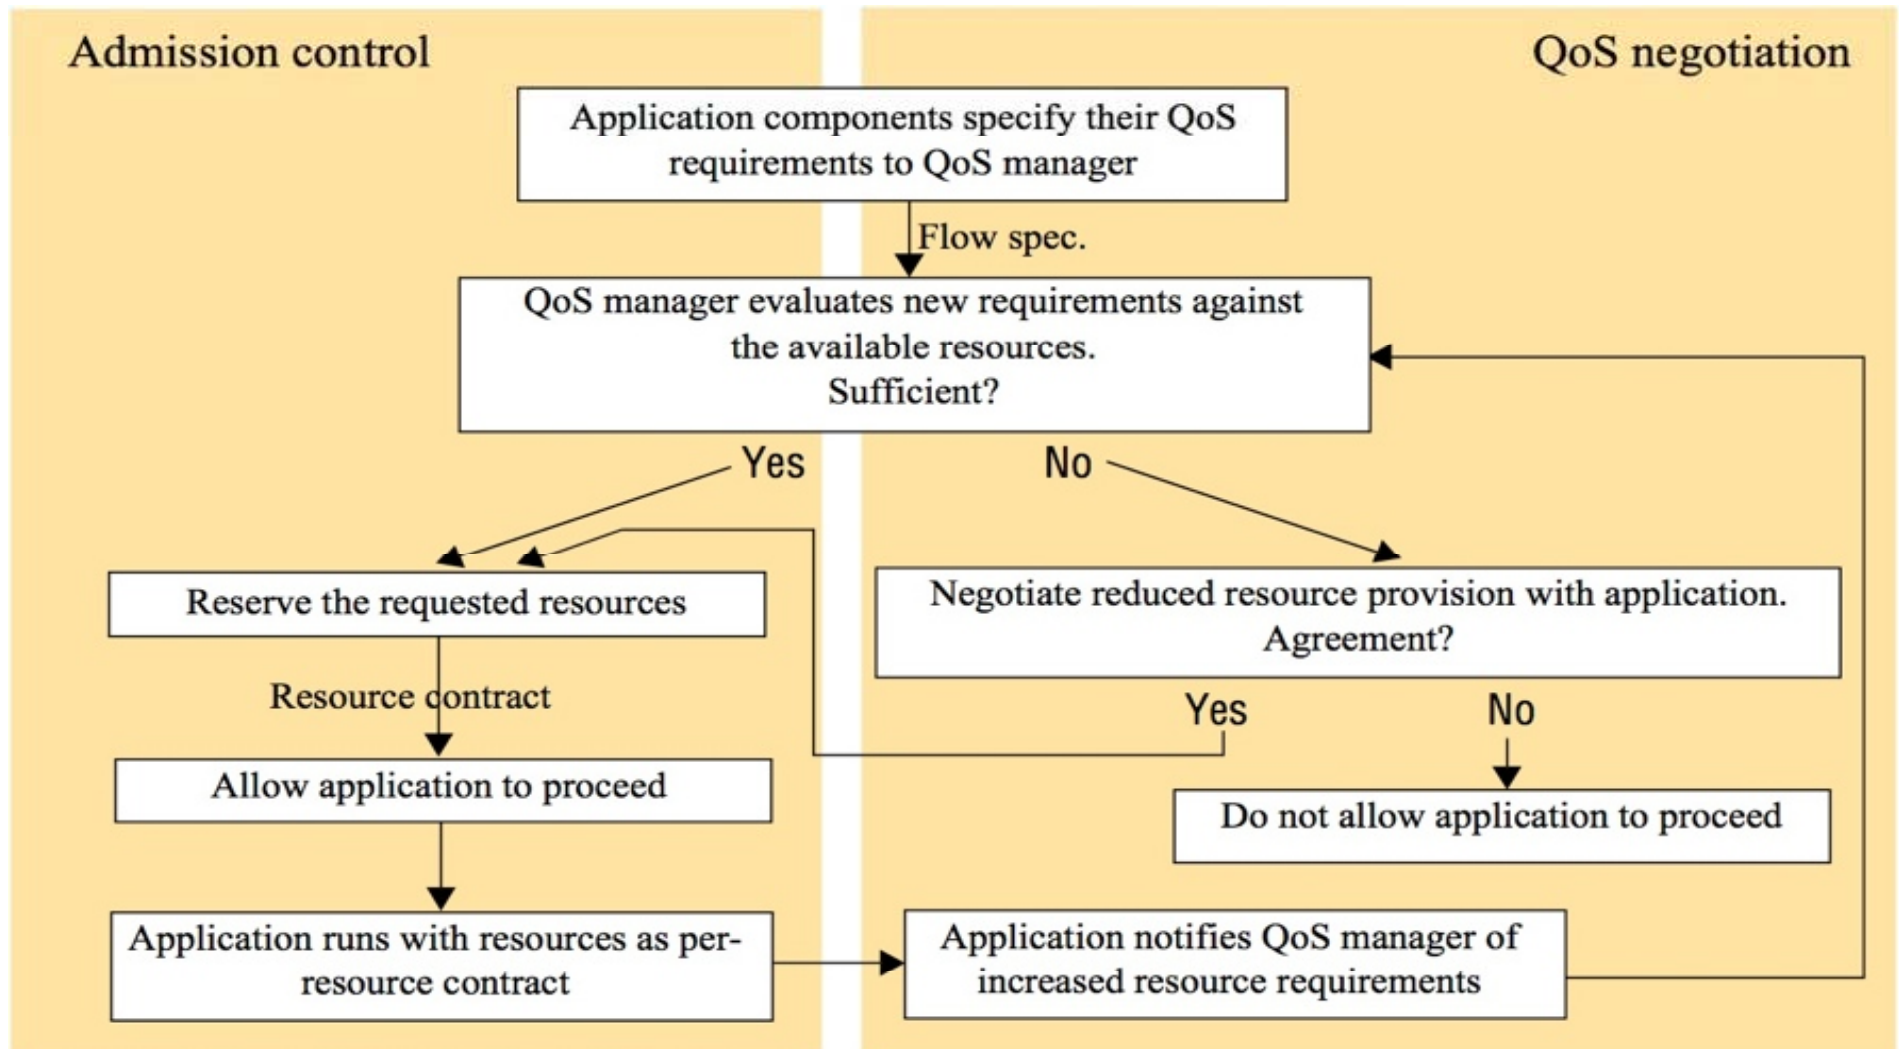 Admission control
QoS negotiation
Application components specify their QoS
requirements to QoS manager
Flow spec.
QoS manager evaluates new requirements against
the available resources.
Sufficient?
Yes
No
Reserve the requested resources
Negotiate reduced resource provision with application.
Agreement?
Resource contract
Yes
No
Allow application to proceed
Do not allow application to proceed
Application runs with resources as per-
resource contract
Application notifies QoS manager of
increased resource requirements